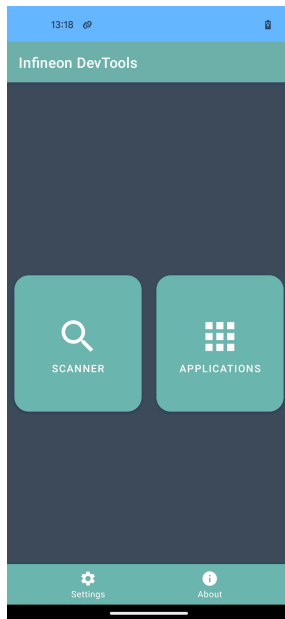 13:18
Infineon DevTools
SCANNER
APPLICATIONS
Settings
About